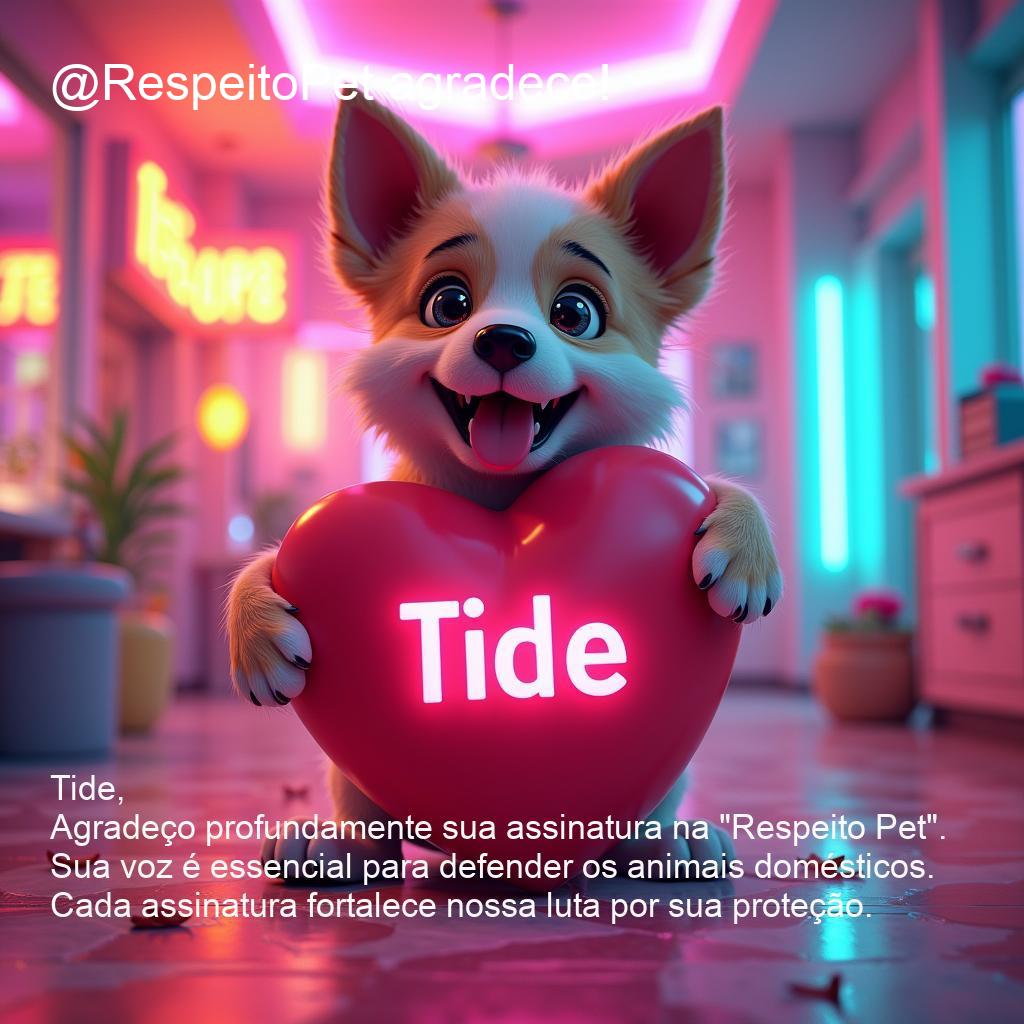 @RespeitoPet agradece!
Tide
Tide,
Agradeço profundamente sua assinatura na "Respeito Pet".
Sua voz é essencial para defender os animais domésticos.
Cada assinatura fortalece nossa luta por sua proteção.